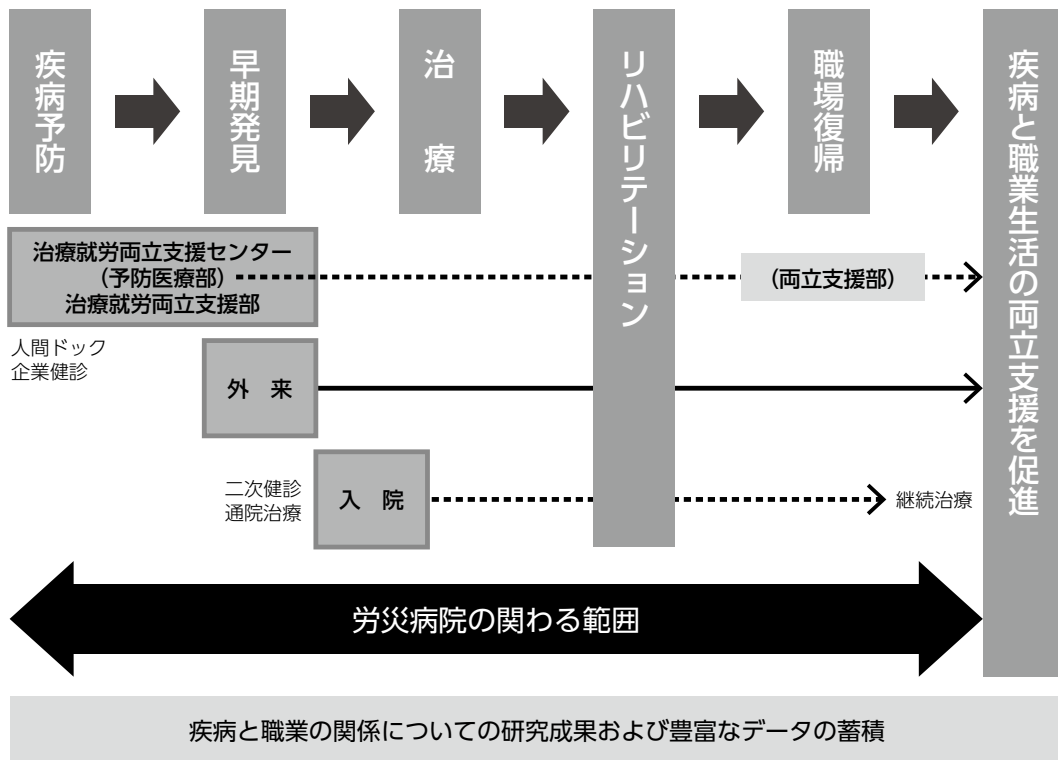 疾病予防
早期発見
治療
リハビリテーション
職場復帰
疾病と職業生活の両立支援を促進
治療就労両立支援センター
（予防医療部）
治療就労両立支援部
（両立支援部）
人間ドック
企業健診
外　来
二次健診
通院治療
入　院
継続治療
労災病院の関わる範囲
疾病と職業の関係についての研究成果および豊富なデータの蓄積